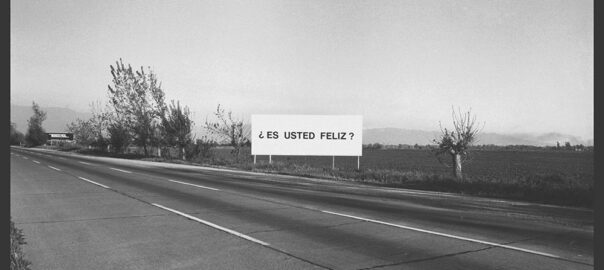 ¿ ES USTED FELIZ ?